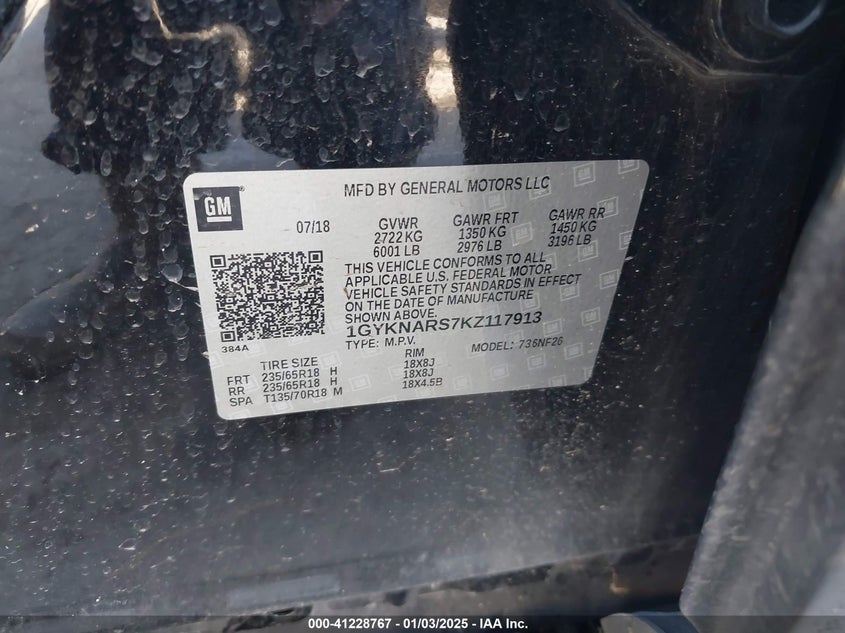 MFD BY GENERAL MOTORS LLC
GM
07/18
GVWR GAWR FRT GAWR RR
2722 KG 1350 KG 1450 KG
6001 LB 2976 LB 3196 LB
THIS VEHICLE CONFORMS TO ALL
APPLICABLE U.S. FEDERAL MOTOR
VEHICLE SAFETY STANDARDS IN EFFECT
ON THE DATE OF MANUFACTURE
SHOWN ABOVE.
1GYKNARS7KZ117913
384A
TYPE: M.P.V. MODEL: 736NF26
TIRE SIZE RIM
FRT 235/65R18 H 18X8J
RR 235/65R18 H 18X8J
SPA T135/70R18 M 18X4.5B
000-41228767 - 01/03/2025 - IAA Inc.